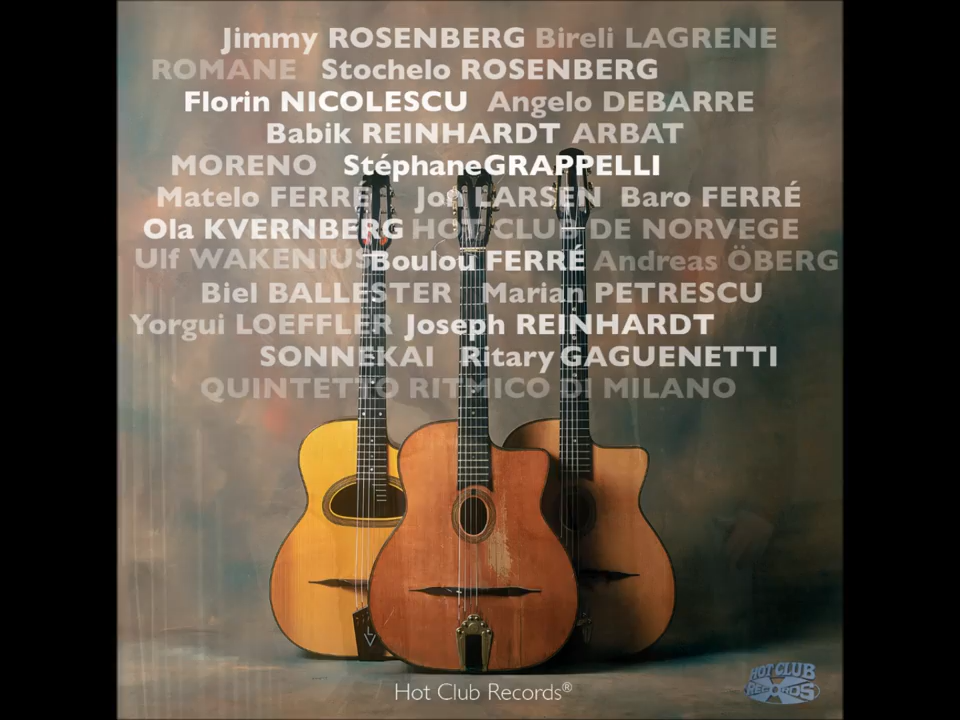 Jimmy ROSENBERG Bireli LAGRENE
ROMANE Stochelo ROSENBERG
Florin NICOLESCU Angelo DEBARRE
Babik REINHARDT ARBAT
MORENO StéphaneGRAPPELLI
Matelo FERRÉ Jon LARSEN Baro FERRÉ
Ola KVERNBERG HOT CLUB DE NORVEGE
Ulf WAKENIUS Boulou FERRÉ Andreas ÖBERG
Biel BALLESTER Marian PETRESCU
Yorgui LOEFFLER Joseph REINHARDT
SONNEKAI Ritary GAGUENETTI
QUINTETTO RITMICO DI MILANO
HOT CLUB
RECORDS
Hot Club Records®